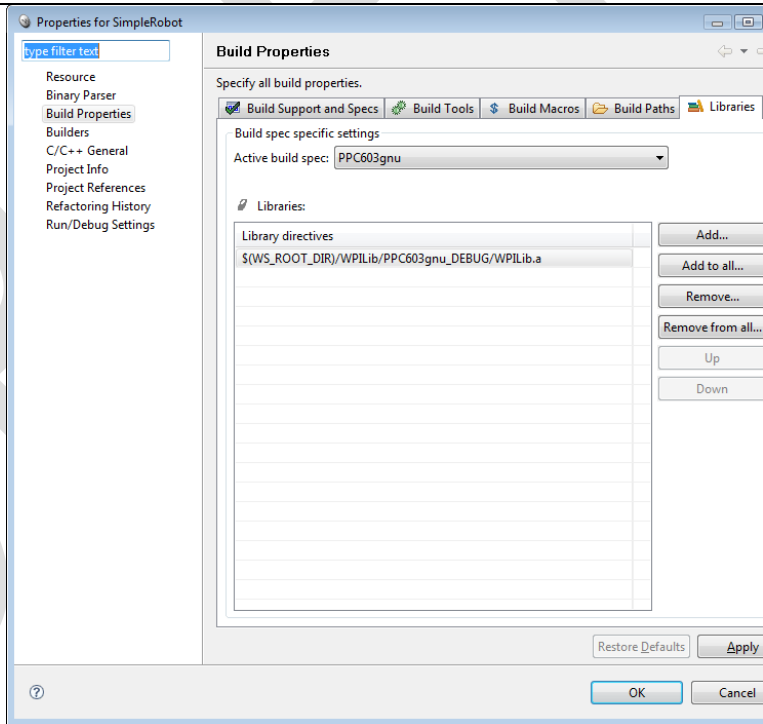 Properties for SimpleRobot
type filter text
Resource
Binary Parser
Build Properties
Builders
C/C++ General
Project Info
Project References
Refactoring History
Run/Debug Settings
Build Properties
Specify all build properties.
Build Support and Specs
Build Tools
$ Build Macros
Build Paths
Libraries
Build spec specific settings
Active build spec: PPC603gnu
Libraries:
Library directives
$(WS_ROOT_DIR)/WPILib/PPC603gnu_DEBUG/WPILib.a
Add...
Add to all...
Remove...
Remove from all...
Up
Down
Restore Defaults
Apply
?
OK
Cancel